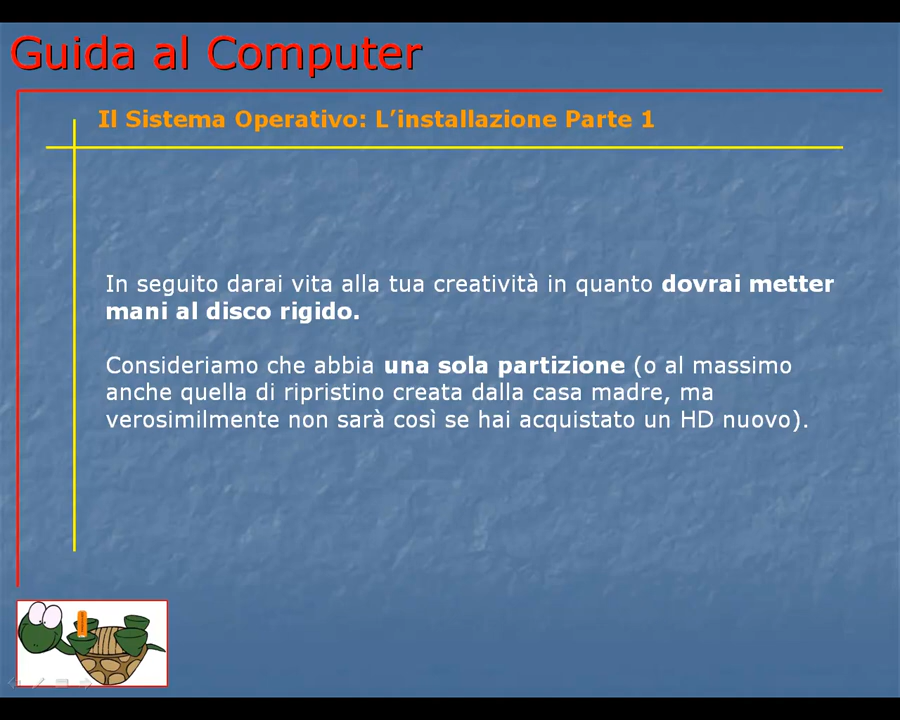 Guida al Computer
Il Sistema Operativo: L’installazione Parte 1
In seguito darai vita alla tua creatività in quanto dovrai metter
mani al disco rigido.
Consideriamo che abbia una sola partizione (o al massimo
anche quella di ripristino creata dalla casa madre, ma
verosimilmente non sarà così se hai acquistato un HD nuovo).